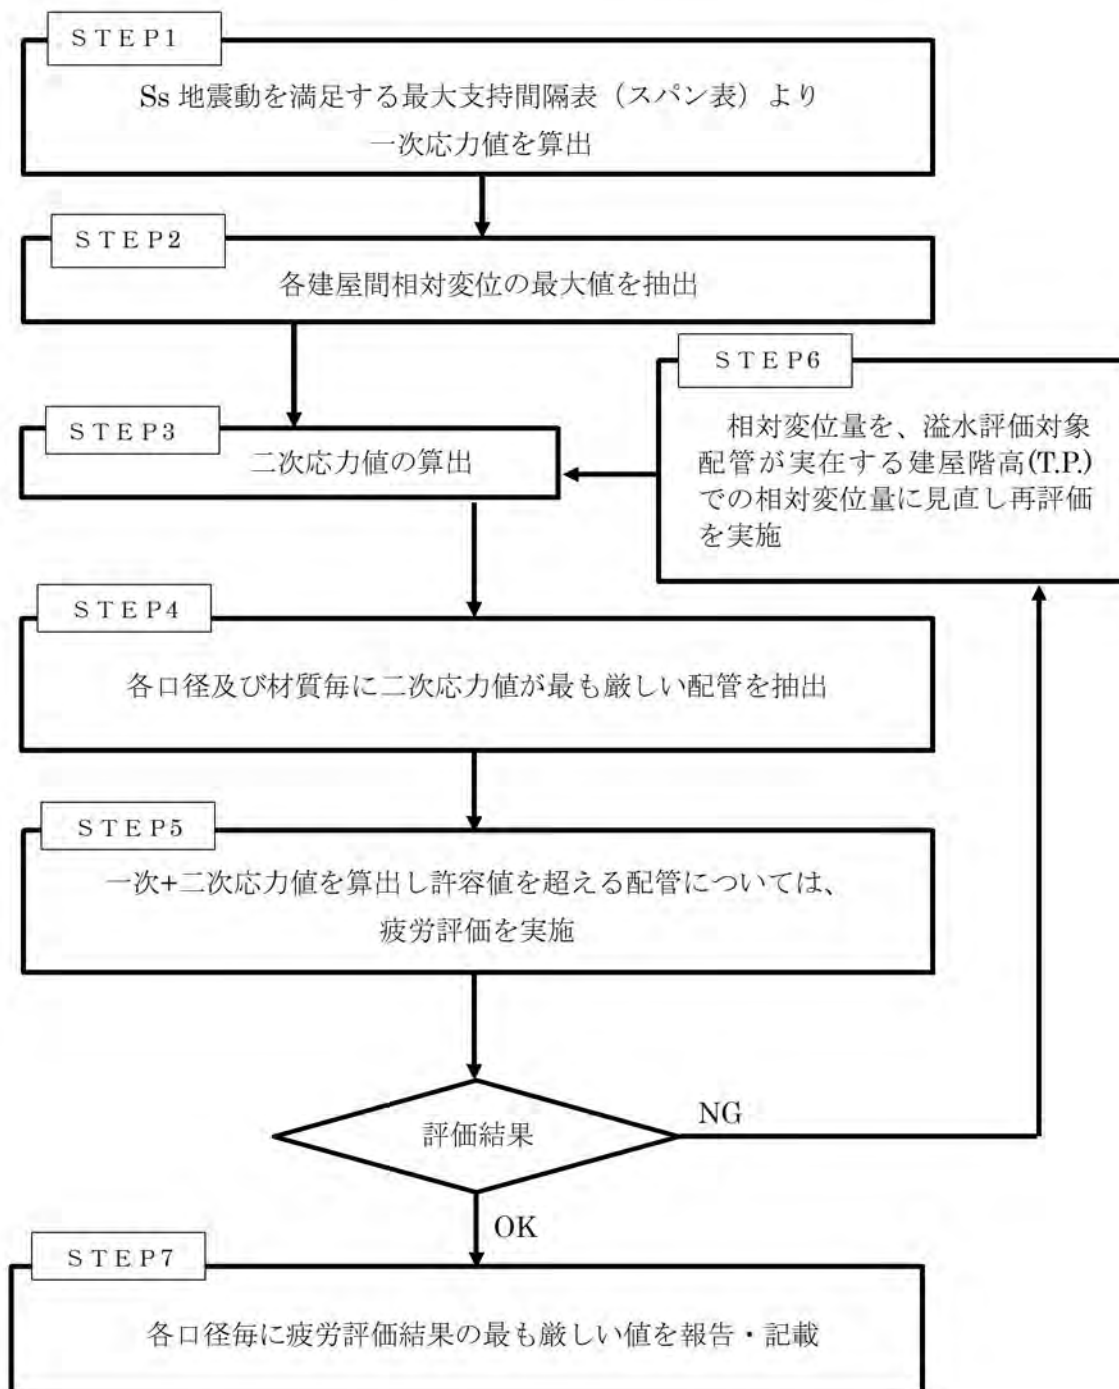 STEP1
Ss 地震動を満足する最大支持間隔表（スパン表）より
一次応力値を算出
STEP2
各建屋間相対変位の最大値を抽出
STEP3
二次応力値の算出
STEP6
相対変位量を、溢水評価対象
配管が実在する建屋階高(T.P.)
での相対変位量に見直し再評価
を実施
STEP4
各口径及び材質毎に二次応力値が最も厳しい配管を抽出
STEP5
一次+二次応力値を算出し許容値を超える配管については、
疲労評価を実施
評価結果
NG
OK
STEP7
各口径毎に疲労評価結果の最も厳しい値を報告・記載